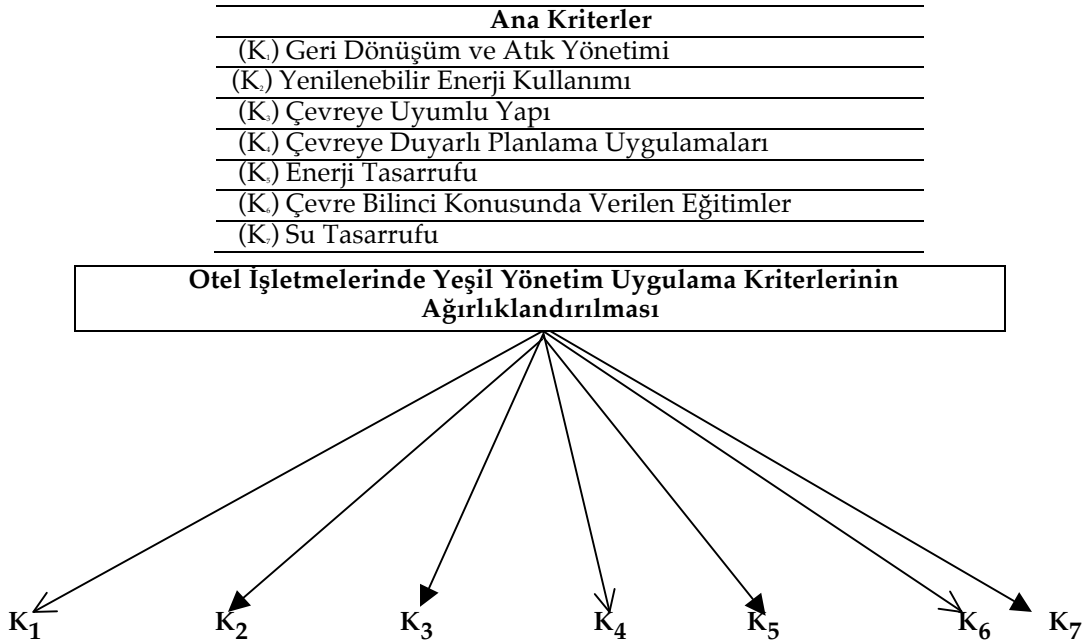 Ana Kriterler
(K₁) Geri Dönüşüm ve Atık Yönetimi
(K₂) Yenilenebilir Enerji Kullanımı
(K₃) Çevreye Uyumlu Yapı
(K₄) Çevreye Duyarlı Planlama Uygulamaları
(K₅) Enerji Tasarrufu
(K₆) Çevre Bilinci Konusunda Verilen Eğitimler
(K₇) Su Tasarrufu
Otel İşletmelerinde Yeşil Yönetim Uygulama Kriterlerinin
Ağırlıklandırılması
K₁ K₂ K₃ K₄ K₅ K₆ K₇